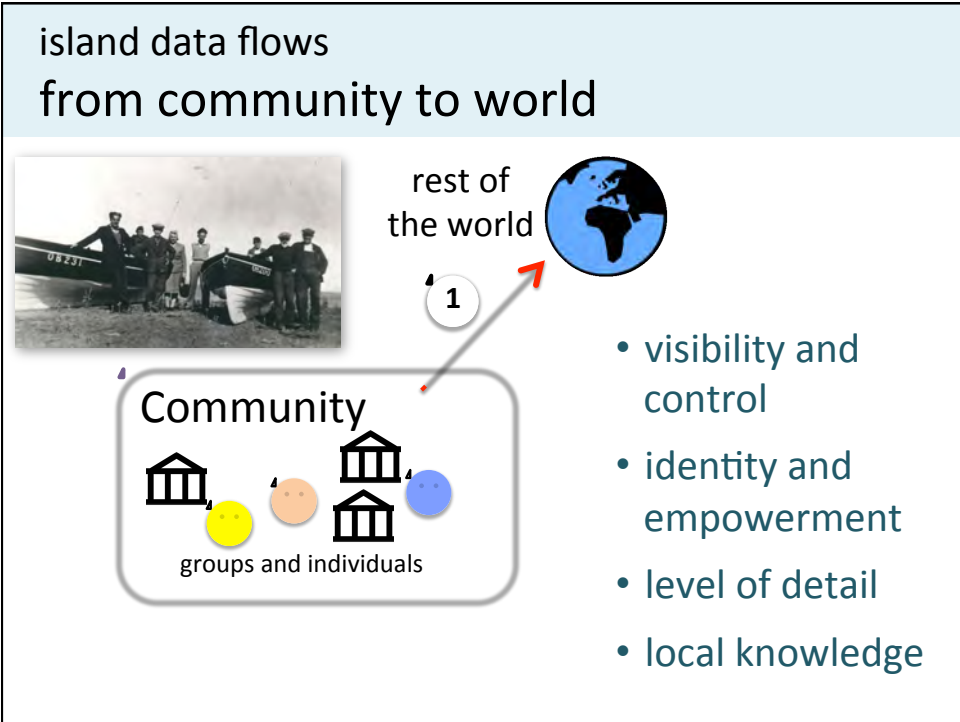 island data flows
from community to world
rest of
the world
OB231
1
Community
groups and individuals
• visibility and
control
• identity and
empowerment
• level of detail
• local knowledge